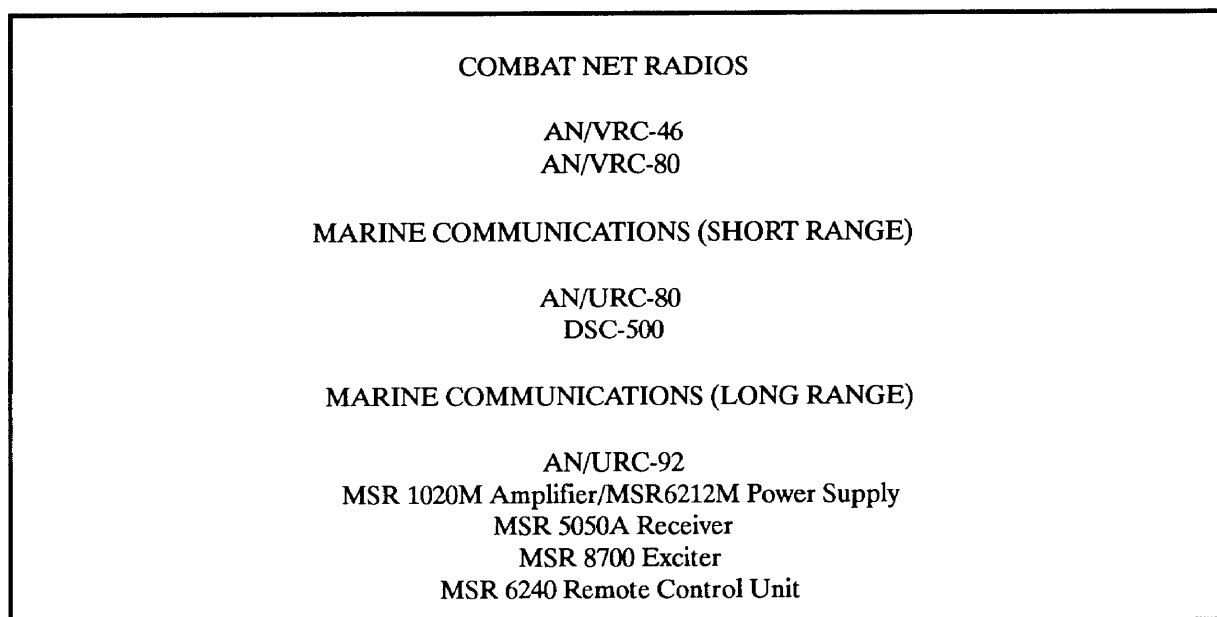 COMBAT NET RADIOS
AN/VRC-46
AN/VRC-80
MARINE COMMUNICATIONS (SHORT RANGE)
AN/URC-80
DSC-500
MARINE COMMUNICATIONS (LONG RANGE)
AN/URC-92
MSR 1020M Amplifier/MSR6212M Power Supply
MSR 5050A Receiver
MSR 8700 Exciter
MSR 6240 Remote Control Unit